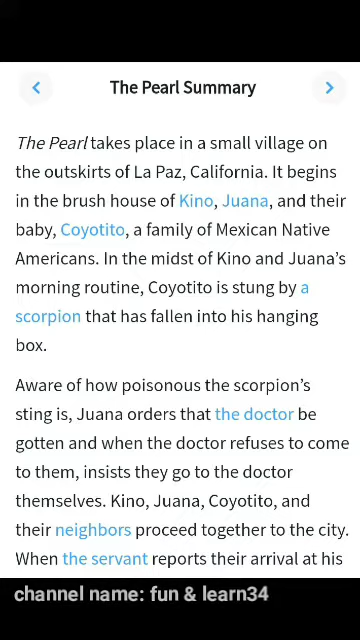 The Pearl Summary
The Pearl takes place in a small village on
the outskirts of La Paz, California. It begins
in the brush house of Kino, Juana, and their
baby, Coyotito, a family of Mexican Native
Americans. In the midst of Kino and Juana's
morning routine, Coyotito is stung by a
scorpion that has fallen into his hanging
box.
Aware of how poisonous the scorpion's
sting is, Juana orders that the doctor be
gotten and when the doctor refuses to come
to them, insists they go to the doctor
themselves. Kino, Juana, Coyotito, and
their neighbors proceed together to the city.
When the servant reports their arrival at his
channel name: fun & learn34